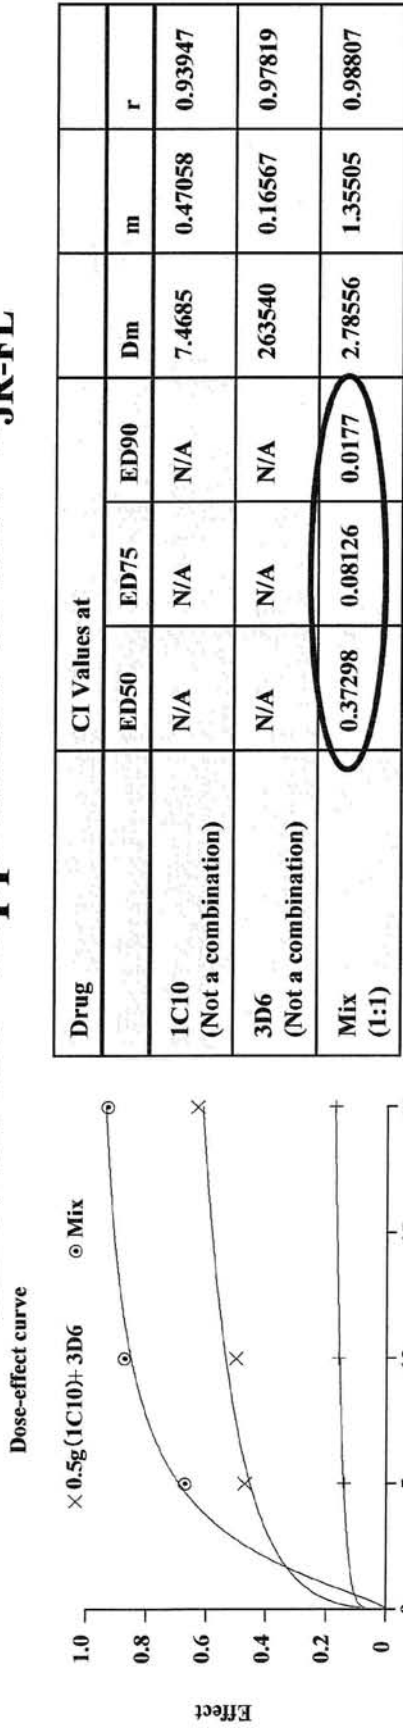 JR-FL
Dose-effect curve
× 0.5g (1C10)+ 3D6 ⊙ Mix
1.0
0.8
0.6
0.4
0.2
0
Effect
Drug CI Values at
ED50 ED75 ED90 Dm m r
1C10
(Not a combination) N/A N/A N/A 7.4685 0.47058 0.93947
3D6
(Not a combination) N/A N/A N/A 263540 0.16567 0.97819
Mix
(1:1) 0.37298 0.08126 0.0177 2.78556 1.35505 0.98807